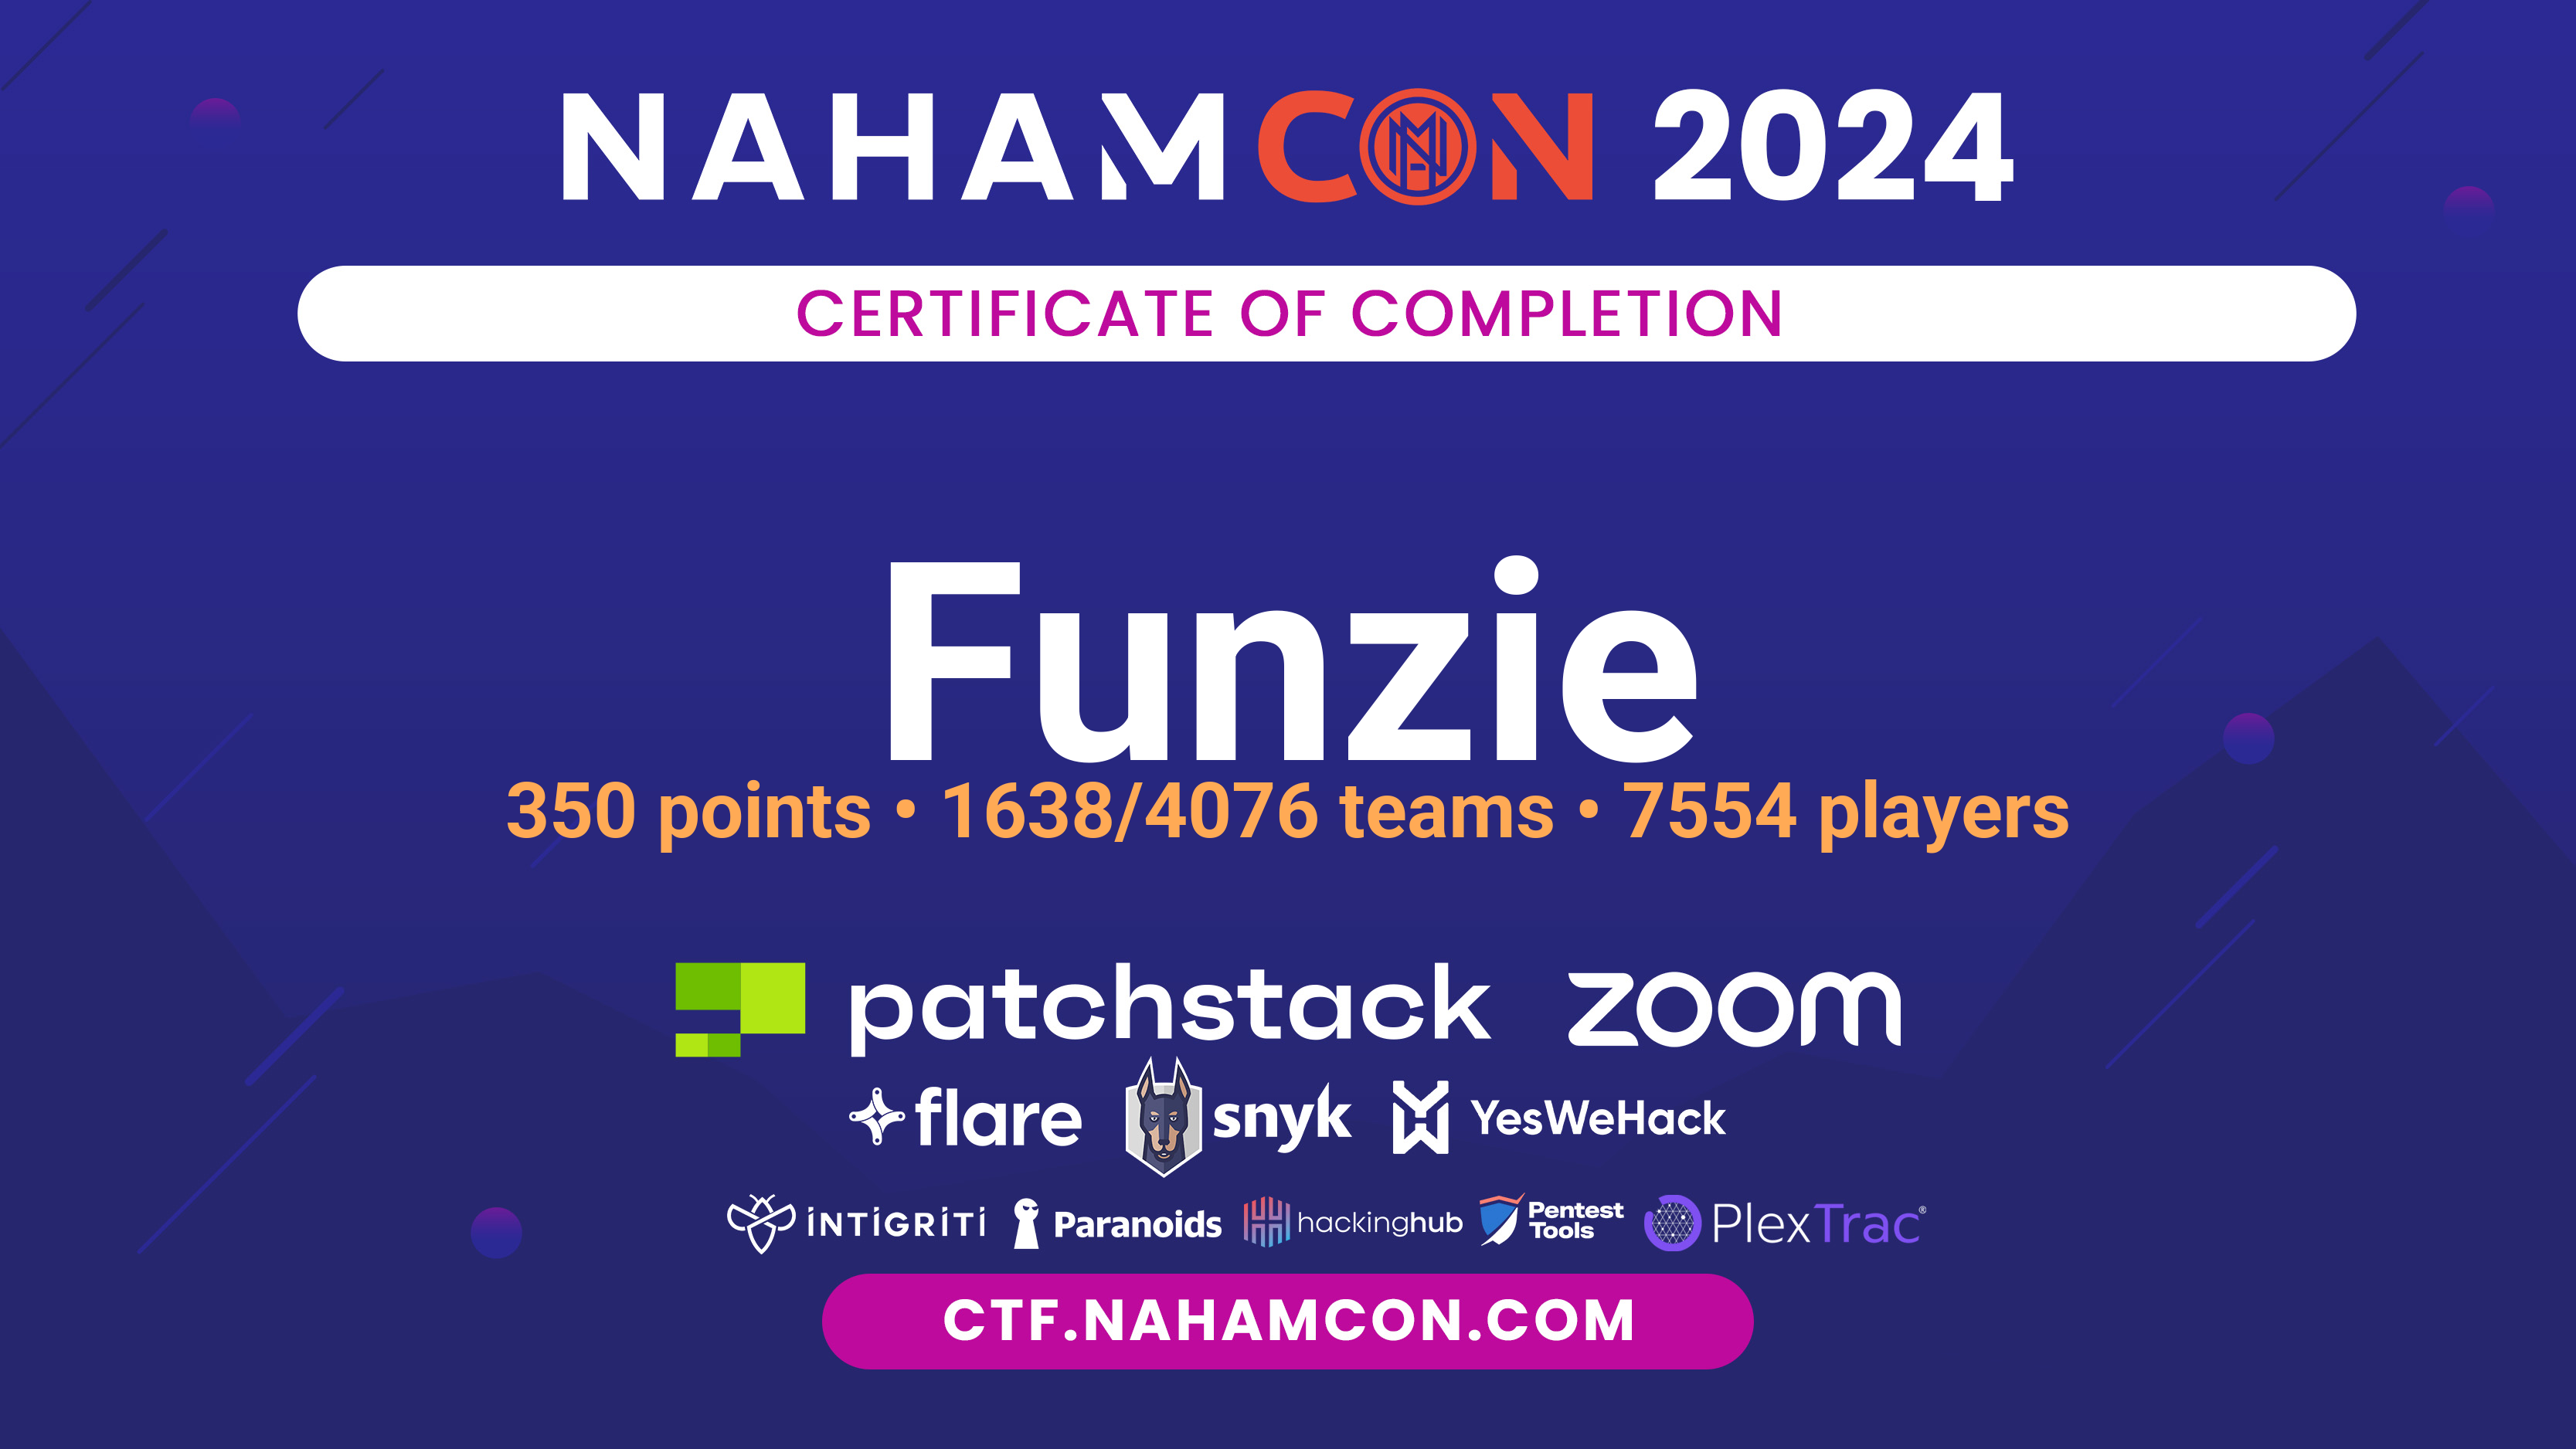 NAHAMCON 2024
CERTIFICATE OF COMPLETION
Funzie
350 points • 1638/4076 teams • 7554 players
patchstack zoom
flare snyk YesWeHack
INTIGRITI Paranoids hackinghub Pentest Tools PlexTrac®
CTF.NAHAMCON.COM